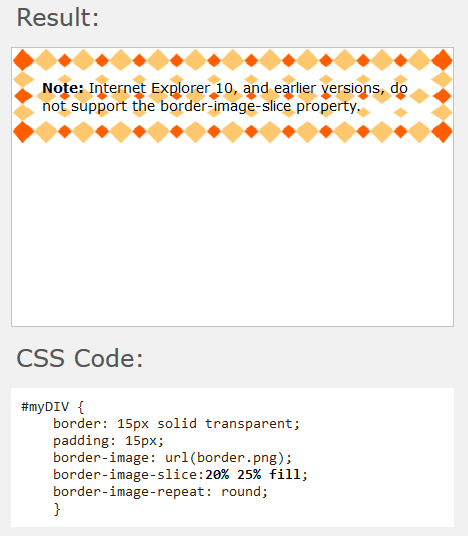 Result:
Note: Internet Explorer 10, and earlier versions, do
not support the border-image-slice property.
CSS Code:
#myDIV {
    border: 15px solid transparent;
    padding: 15px;
    border-image: url(border.png);
    border-image-slice:20% 25% fill;
    border-image-repeat: round;
    }